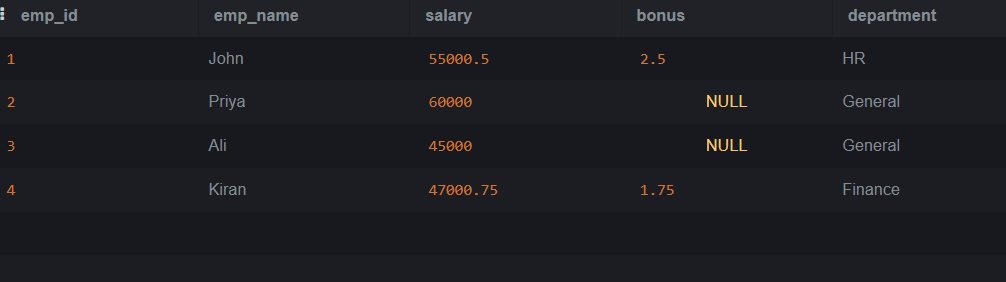 emp_id emp_name salary bonus department
1 John 55000.5 2.5 HR
2 Priya 60000 NULL General
3 Ali 45000 NULL General
4 Kiran 47000.75 1.75 Finance